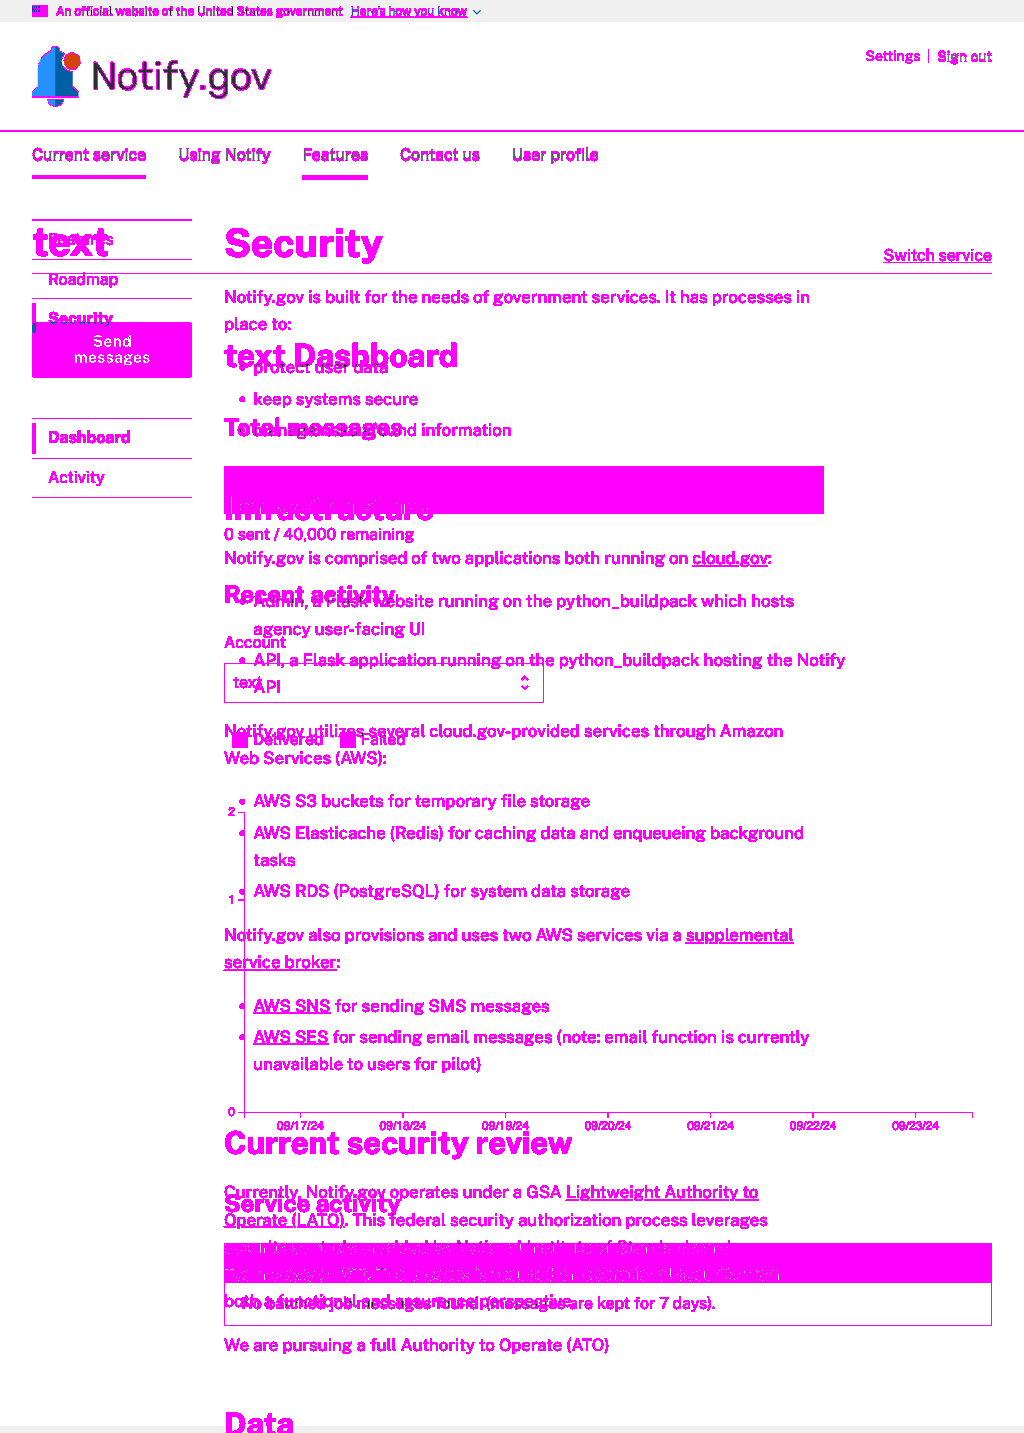 An official website of the United States government Here's how you know
Notify.gov
Settings Sign out
Current service Using Notify Features Contact us User profile
text
Security
Switch service
Roadmap
Notify.gov is built for the needs of government services. It has processes in
Security
place to:
Send
messages
text Dashboard
protect user data
keep systems secure
Total messages
and information
Dashboard
Activity
Infrastructure
0 sent / 40,000 remaining
Notify.gov is comprised of two applications both running on cloud.gov:
Recent activity
Admin, a Flask website running on the python_buildpack which hosts
agency user-facing UI
Account
API, a Flask application running on the python_buildpack hosting the Notify
API
text
Notify.gov utilizes several cloud.gov-provided services through Amazon
Delivered Failed
Web Services (AWS):
AWS S3 buckets for temporary file storage
2
AWS Elasticache (Redis) for caching data and enqueueing background
tasks
AWS RDS (PostgreSQL) for system data storage
1
Notify.gov also provisions and uses two AWS services via a supplemental
service broker:
AWS SNS for sending SMS messages
AWS SES for sending email messages (note: email function is currently
unavailable to users for pilot)
0
09/17/24 09/18/24 09/19/24 09/20/24 09/21/24 09/22/24 09/23/24
Current security review
Currently, Notify.gov operates under a GSA Lightweight Authority to
Service activity
Operate (LATO). This federal security authorization process leverages
both a functional and assurance perspective.
No batched job messages found (messages are kept for 7 days).
We are pursuing a full Authority to Operate (ATO)
Data